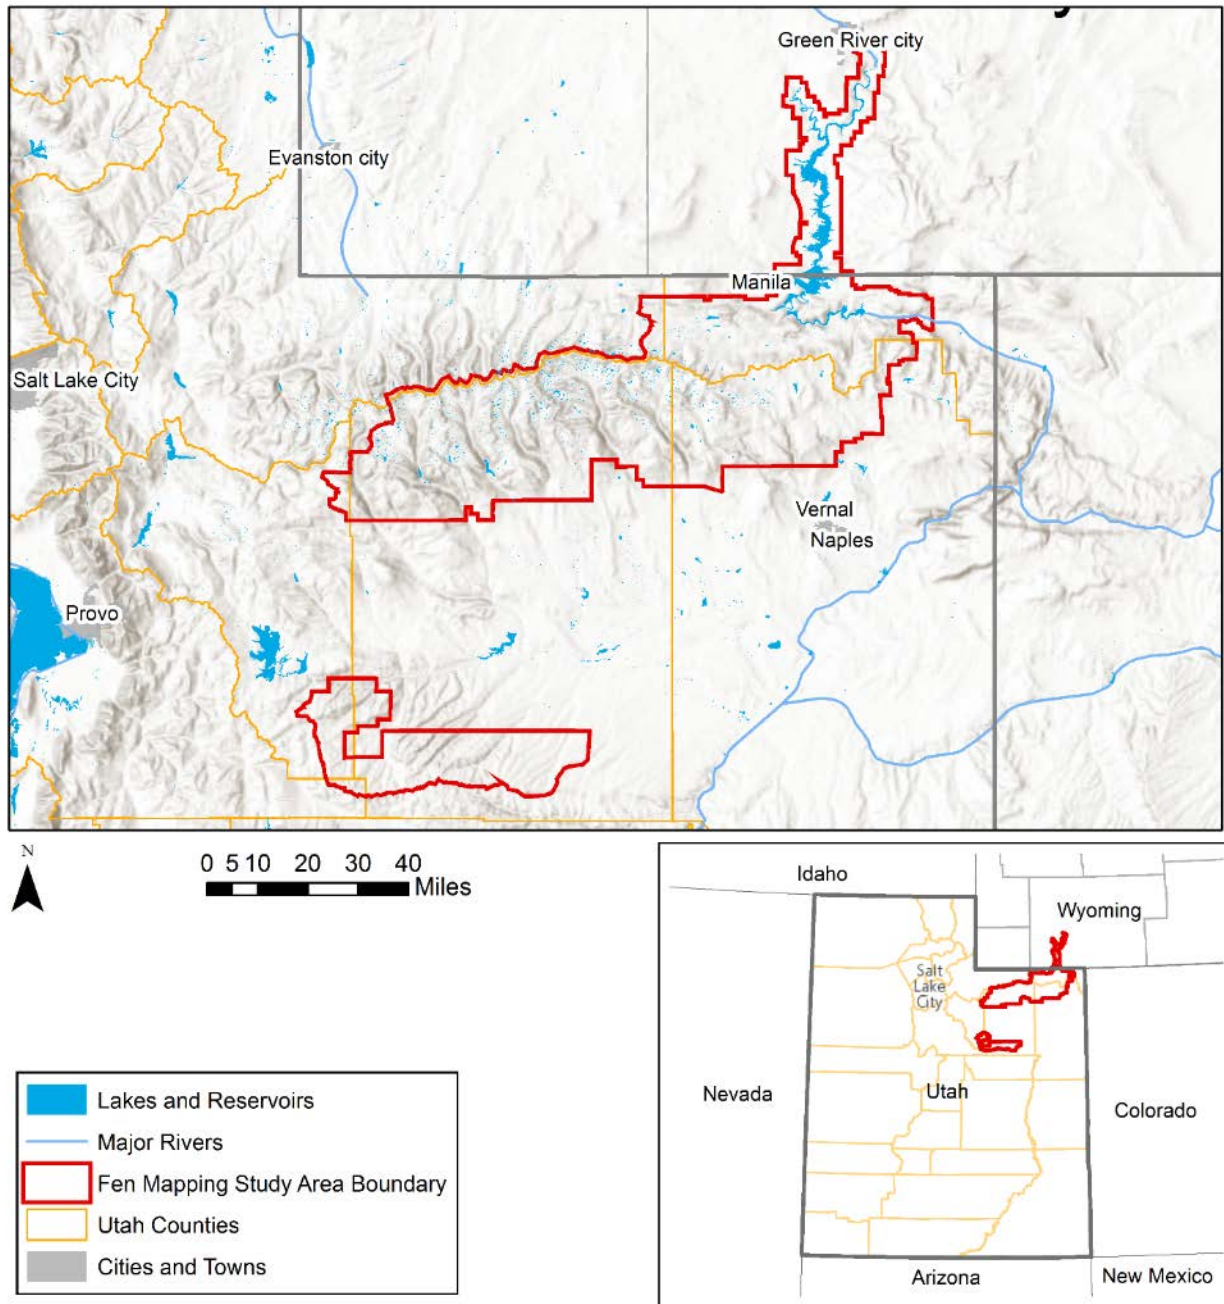 Green River city
Evanston city
Manila
Salt Lake City
Vernal
Naples
Provo
N
0 5 10 20 30 40
Miles
Idaho
Wyoming
Salt
Lake
City
Nevada
Utah
Colorado
Arizona
New Mexico
Lakes and Reservoirs
Major Rivers
Fen Mapping Study Area Boundary
Utah Counties
Cities and Towns